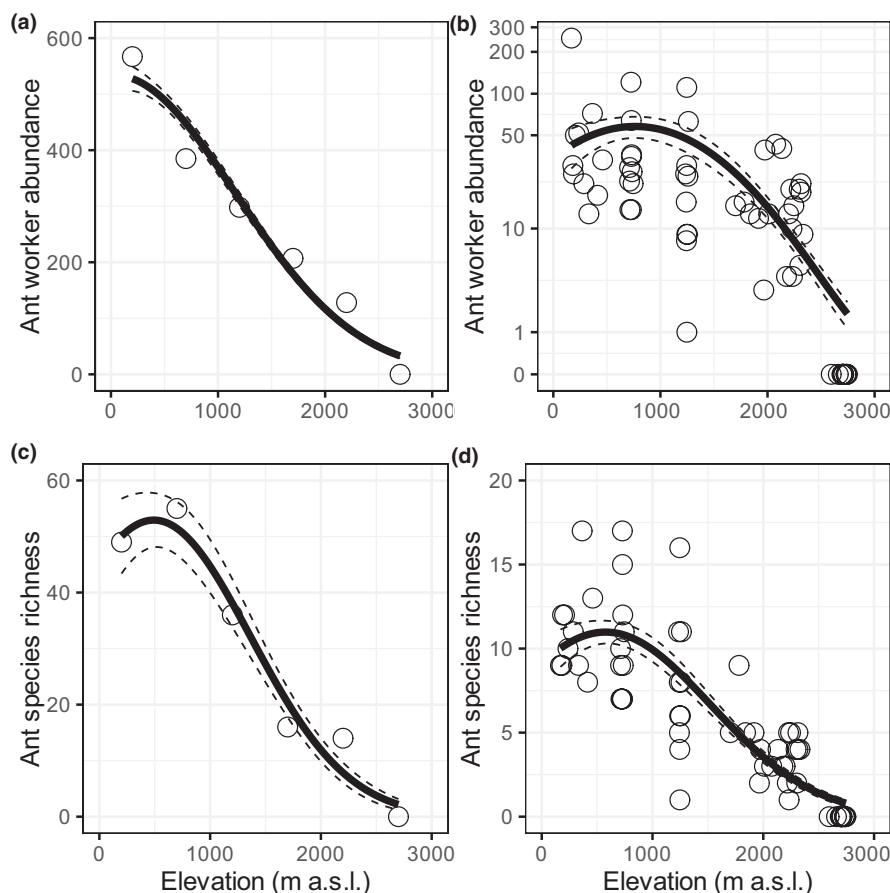 (a)
Ant worker abundance
600
400
200
0
0 1000 2000 3000
(b)
Ant worker abundance
300
200
100
50
10
1
0
0 1000 2000 3000
(c)
Ant species richness
60
40
20
0
0 1000 2000 3000
Elevation (m a.s.l.)
(d)
Ant species richness
20
15
10
5
0
0 1000 2000 3000
Elevation (m a.s.l.)